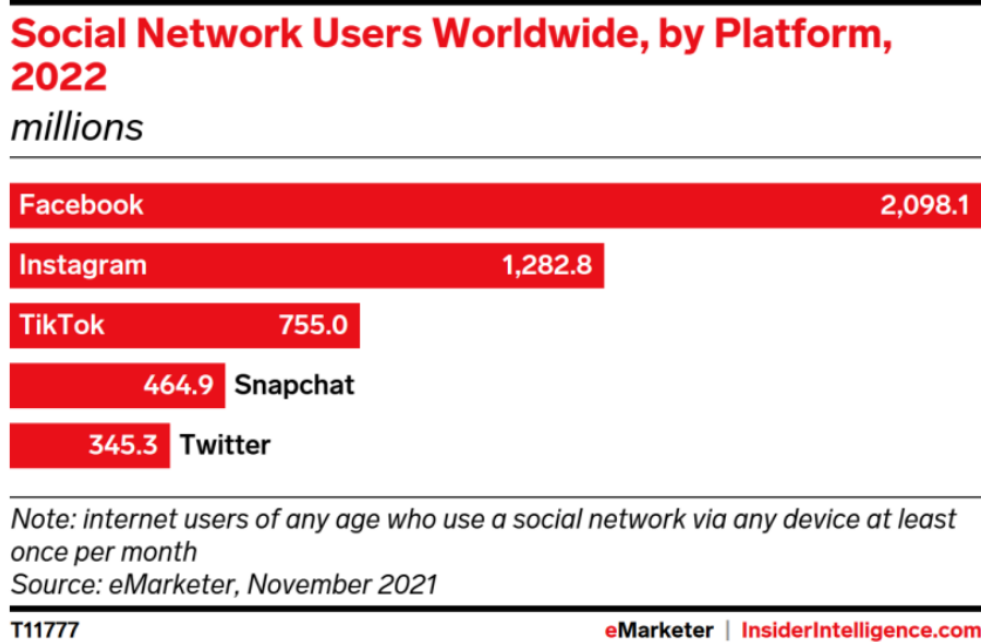 Social Network Users Worldwide, by Platform,
2022
millions
Facebook 2,098.1
Instagram 1,282.8
TikTok 755.0
464.9 Snapchat
345.3 Twitter
Note: internet users of any age who use a social network via any device at least
once per month
Source: eMarketer, November 2021
T11777 eMarketer | InsiderIntelligence.com